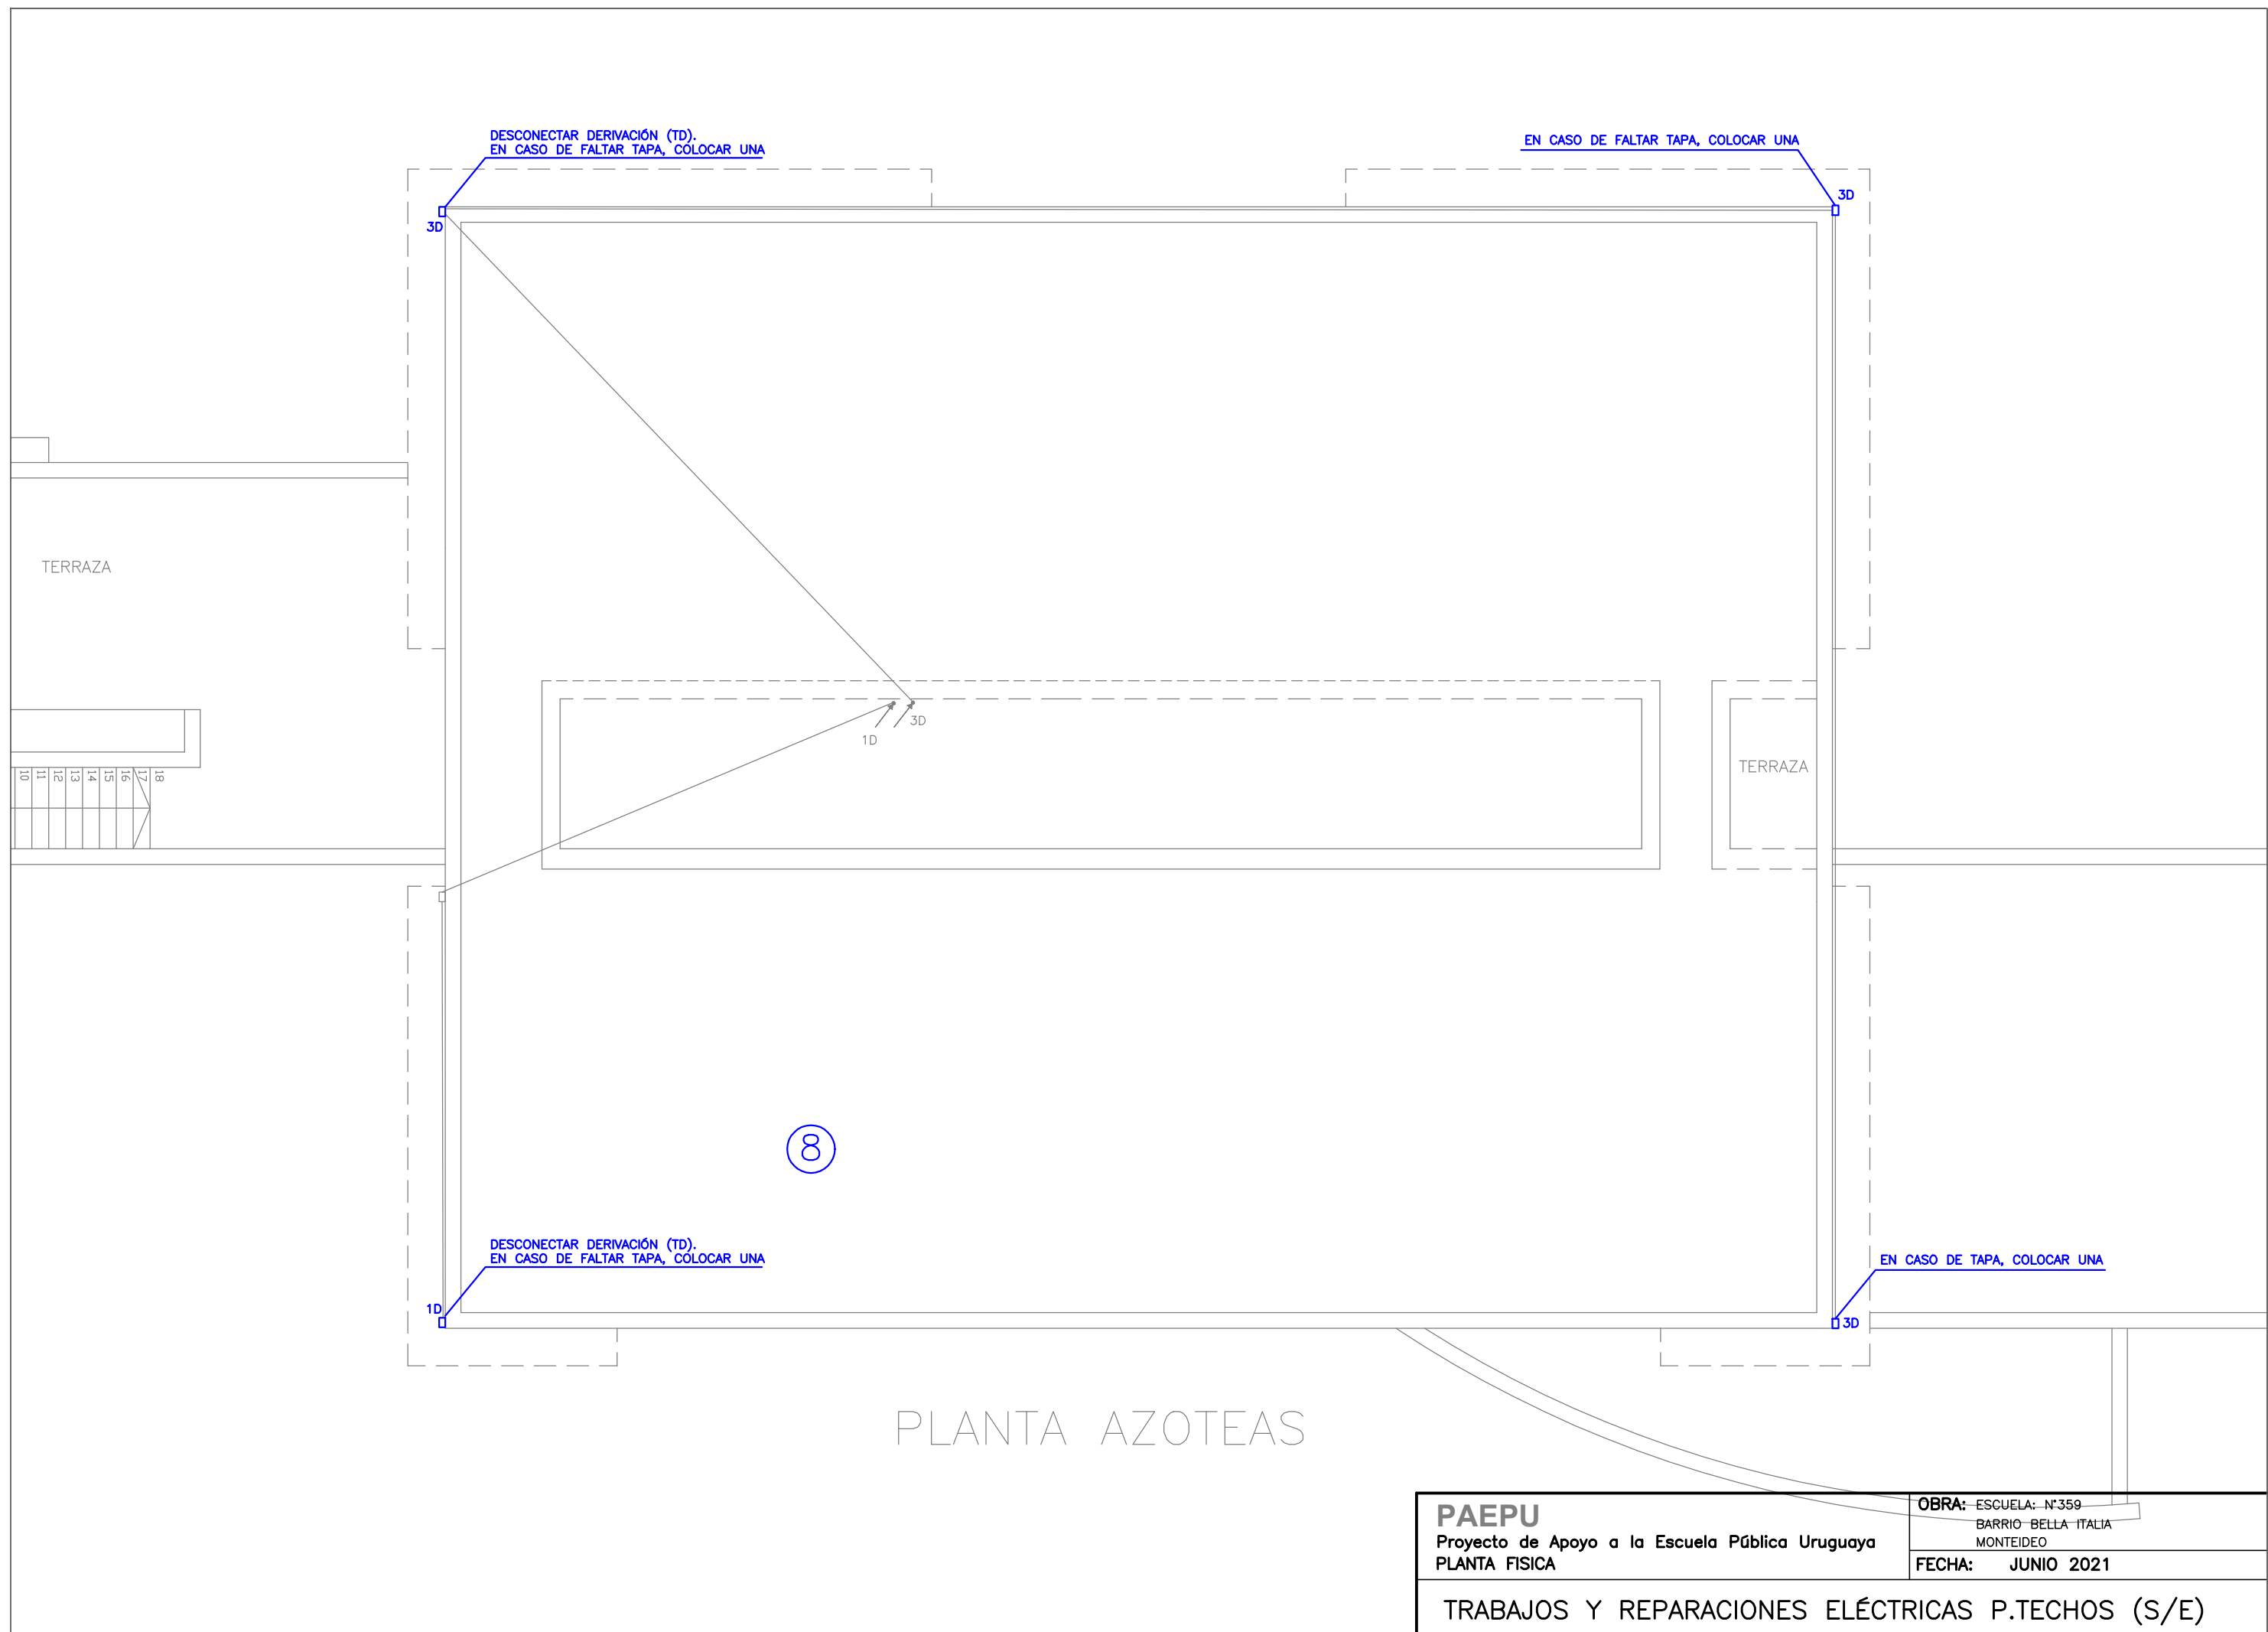 DESCONECTAR DERIVACIÓN (TD).
EN CASO DE FALTAR TAPA, COLOCAR UNA
EN CASO DE FALTAR TAPA, COLOCAR UNA
3D
3D
TERRAZA
3D
1D
TERRAZA
10 11 12 13 14 15 16 17 18
8
DESCONECTAR DERIVACIÓN (TD).
EN CASO DE FALTAR TAPA, COLOCAR UNA
EN CASO DE TAPA, COLOCAR UNA
1D
3D
PLANTA AZOTEAS
PAEPU
Proyecto de Apoyo a la Escuela Pública Uruguaya
PLANTA FISICA
OBRA: ESCUELA: N°359
BARRIO BELLA ITALIA
MONTEIDEO
FECHA: JUNIO 2021
TRABAJOS Y REPARACIONES ELÉCTRICAS P.TECHOS (S/E)